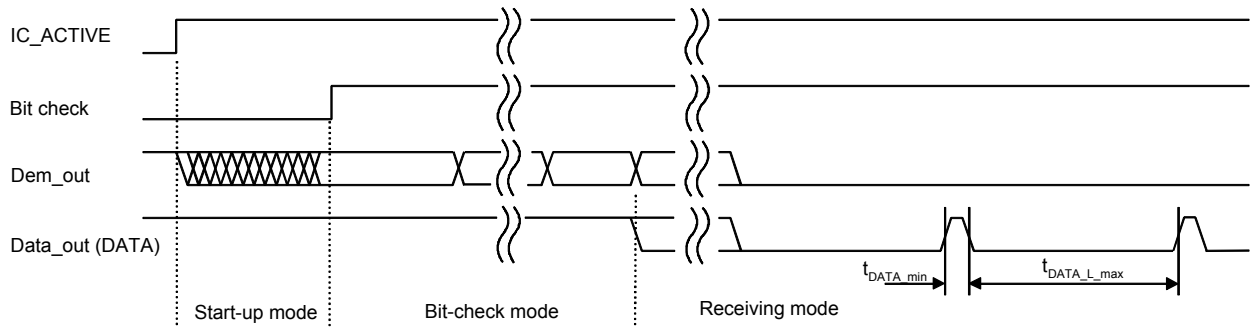 IC_ACTIVE
Bit check
Dem_out
Data_out (DATA)
tDATA_min
tDATA_L_max
Start-up mode
Bit-check mode
Receiving mode